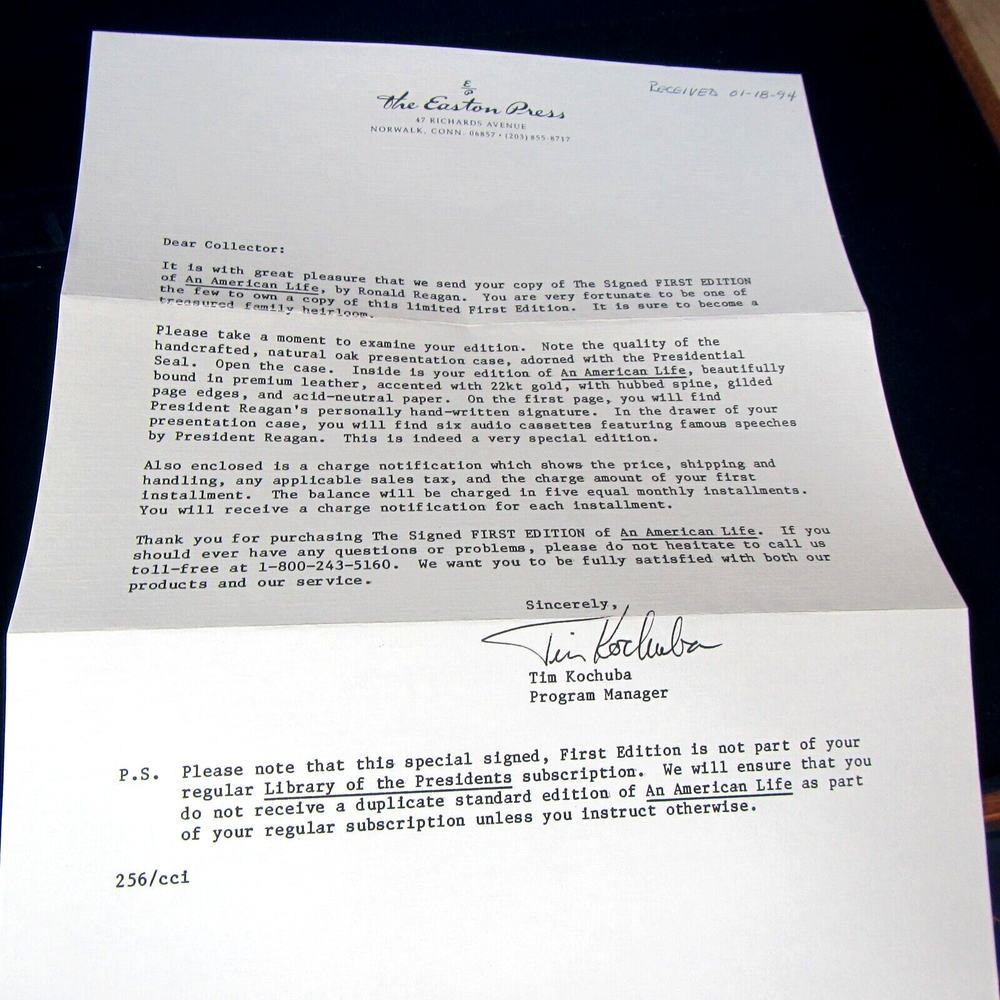 RECEIVED 01-18-94
E
P
the Easton Press
47 RICHARDS AVENUE
NORWALK, CONN. 06857 • (203) 855-8717
Dear Collector:
It is with great pleasure that we send your copy of The Signed FIRST EDITION
of An American Life, by Ronald Reagan. You are very fortunate to be one of
the few to own a copy of this limited First Edition. It is sure to become a
treasured family heirloom.
Please take a moment to examine your edition. Note the quality of the
handcrafted, natural oak presentation case, adorned with the Presidential
Seal. Open the case. Inside is your edition of An American Life, beautifully
bound in premium leather, accented with 22kt gold, with hubbed spine, gilded
page edges, and acid-neutral paper. On the first page, you will find
President Reagan's personally hand-written signature. In the drawer of your
presentation case, you will find six audio cassettes featuring famous speeches
by President Reagan. This is indeed a very special edition.
Also enclosed is a charge notification which shows the price, shipping and
handling, any applicable sales tax, and the charge amount of your first
installment. The balance will be charged in five equal monthly installments.
You will receive a charge notification for each installment.
Thank you for purchasing The Signed FIRST EDITION of An American Life. If you
should ever have any questions or problems, please do not hesitate to call us
toll-free at 1-800-243-5160. We want you to be fully satisfied with both our
products and our service.
Sincerely,
Tim Kochuba
Tim Kochuba
Program Manager
P.S. Please note that this special signed, First Edition is not part of your
regular Library of the Presidents subscription. We will ensure that you
do not receive a duplicate standard edition of An American Life as part
of your regular subscription unless you instruct otherwise.
256/cci